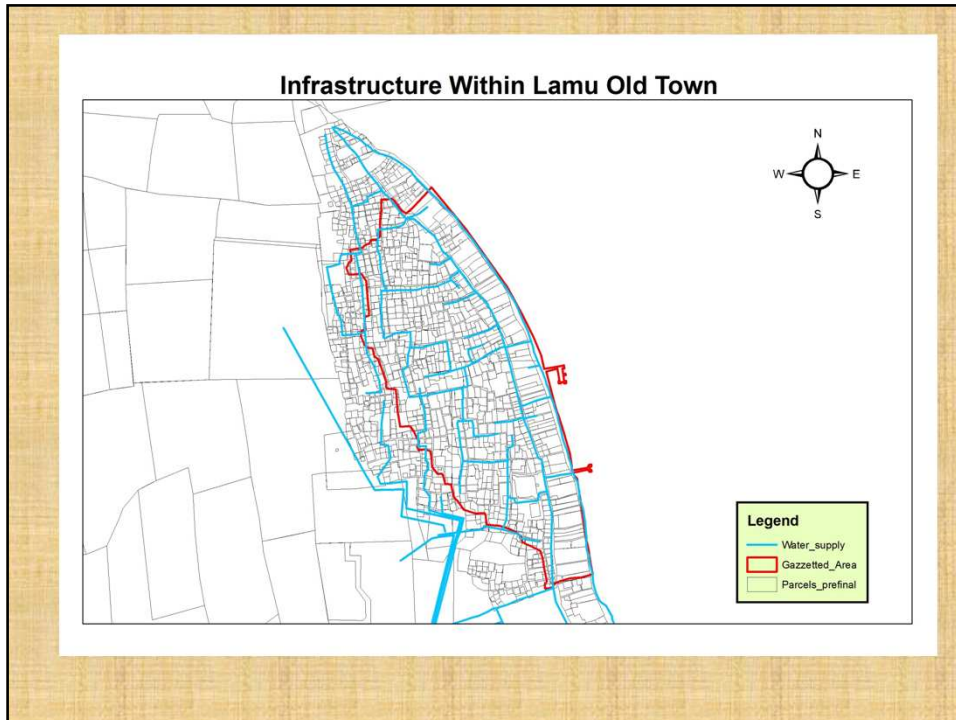 Infrastructure Within Lamu Old Town
N
W E
S
Legend
Water_supply
Gazzetted_Area
Parcels_prefinal